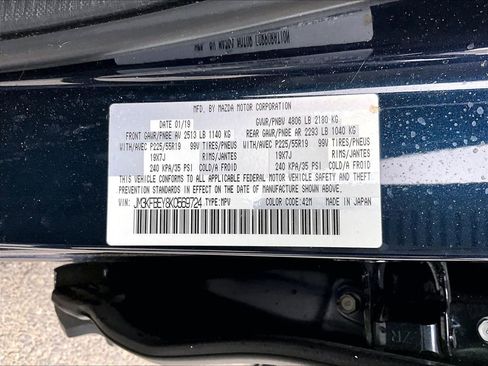 MFD. BY MAZDA MOTOR CORPORATION
DATE 01/19 GVWR/PNBV 4806 LB 2180 KG
FRONT GAWR/PNBE AV 2513 LB 1140 KG REAR GAWR/PNBE AR 2293 LB 1040 KG
WITH/AVEC P225/55R19 99V TIRES/PNEUS WITH/AVEC P225/55R19 99V TIRES/PNEUS
19X7J RIMS/JANTES 19X7J RIMS/JANTES
240 KPA/35 PSI COLD/A FROID 240 KPA/35 PSI COLD/A FROID
THIS VEHICLE CONFORMS TO ALL APPLICABLE FEDERAL MOTOR VEHICLE SAFETY, BUMPER, AND THEFT
PREVENTION STANDARDS IN EFFECT ON THE DATE OF MANUFACTURE SHOWN ABOVE.
VIN: JM3KFBEY8K0569724 TYPE:MPV COLOR CODE:42M MADE IN JAPAN